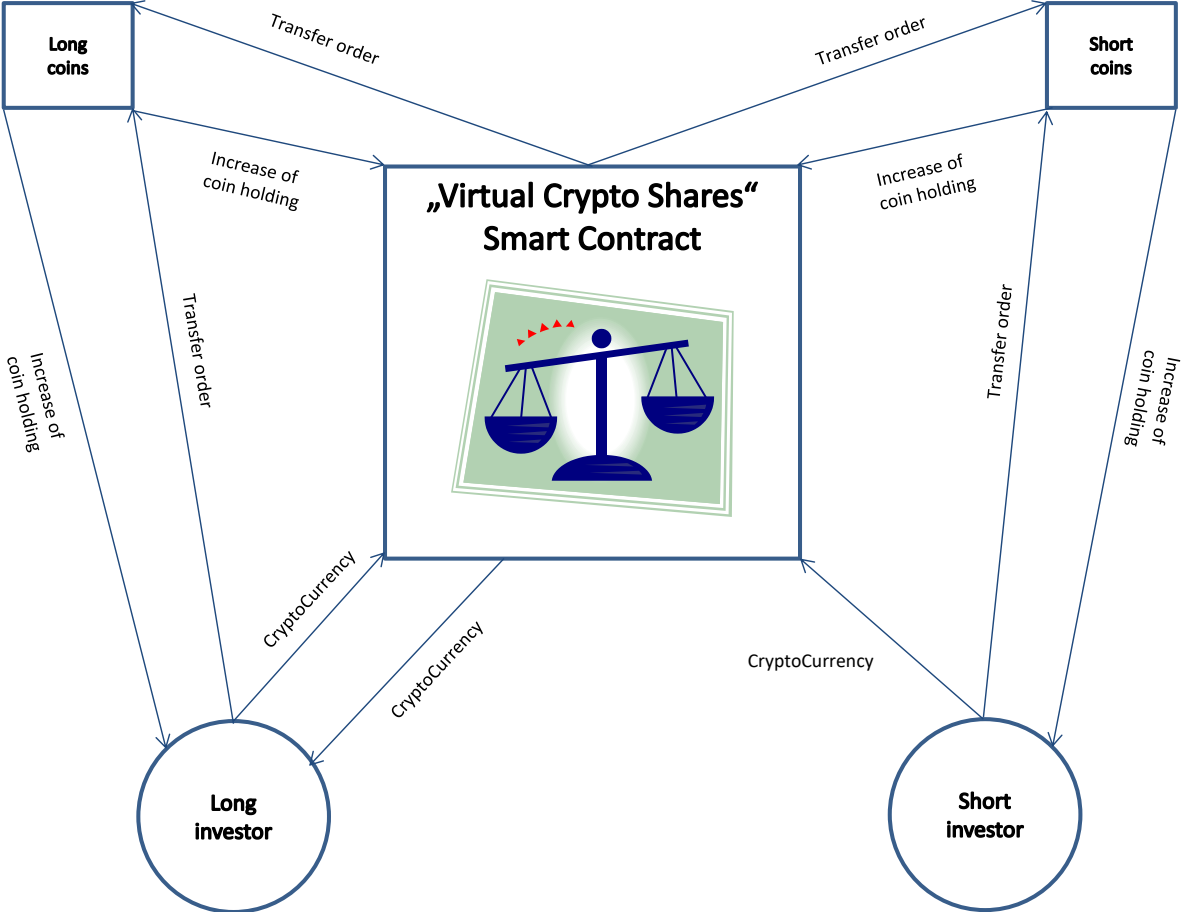 Long
coins
Transfer order
Transfer order
Short
coins
Increase of
coin holding
Increase of
coin holding
„Virtual Crypto Shares“
Smart Contract
Transfer order
Transfer order
Increase of
coin holding
Increase of
coin holding
CryptoCurrency
CryptoCurrency
CryptoCurrency
Long
investor
Short
investor